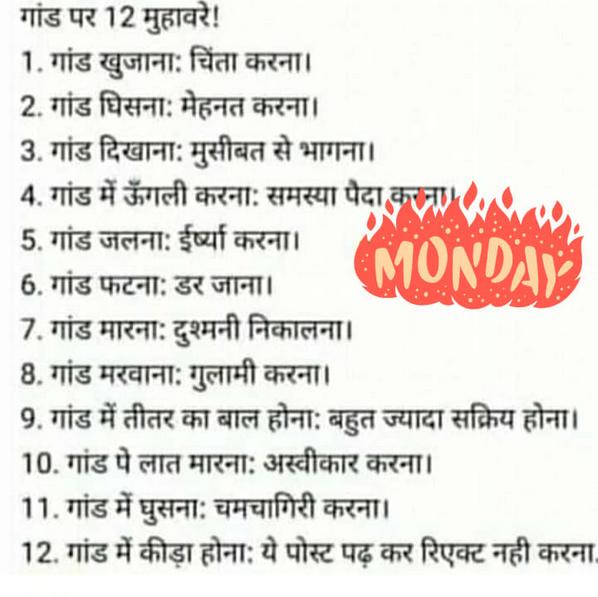 गांड पर 12 मुहावरे!
1. गांड खुजाना: चिंता करना।
2. गांड घिसना: मेहनत करना।
3. गांड दिखाना: मुसीबत से भागना।
4. गांड में ऊँगली करना: समस्या पैदा करना।
5. गांड जलना: ईर्ष्या करना।
MONDAY
6. गांड फटना: डर जाना।
7. गांड मारना: दुश्मनी निकालना।
8. गांड मरवाना: गुलामी करना।
9. गांड में तीतर का बाल होना: बहुत ज्यादा सक्रिय होना।
10. गांड पे लात मारना: अस्वीकार करना।
11. गांड में घुसना: चमचागिरी करना।
12. गांड में कीड़ा होना: ये पोस्ट पढ़ कर रिएक्ट नही करना.